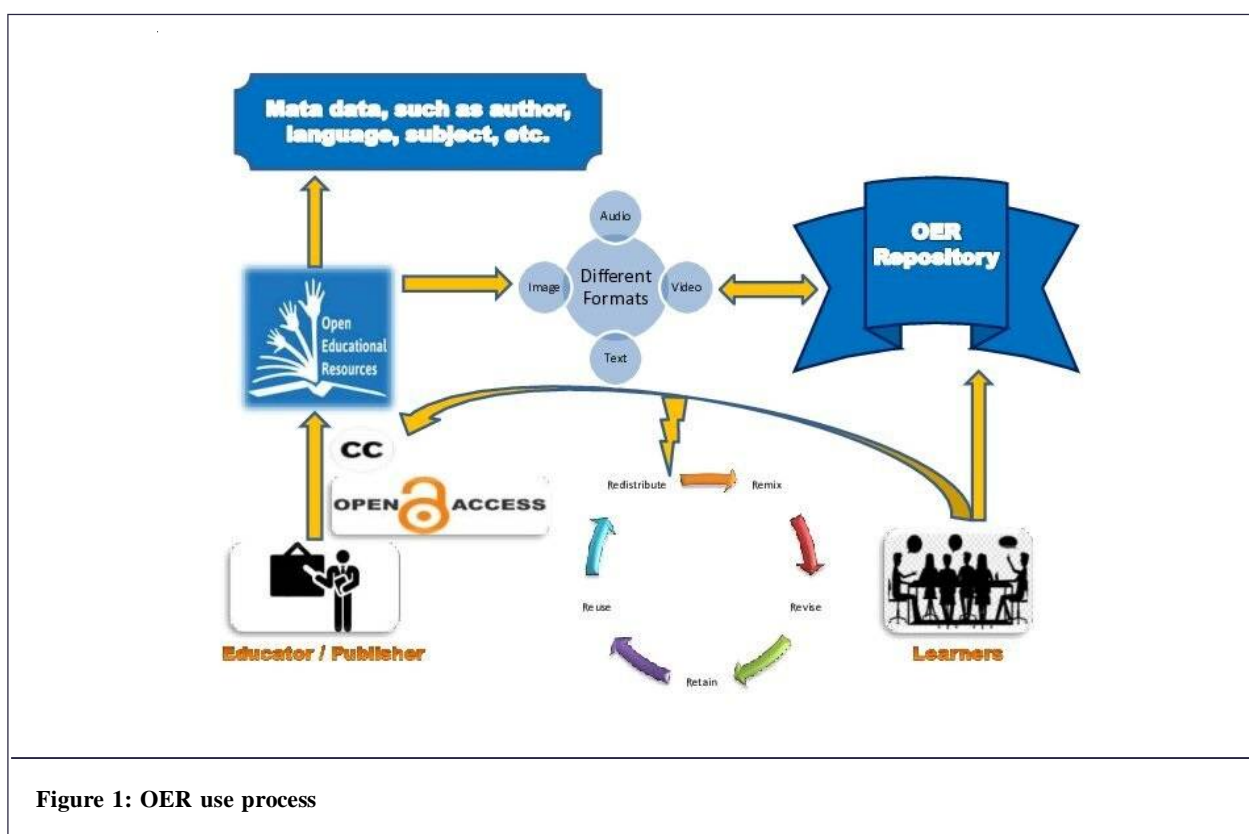 Mata data, such as author,
language, subject, etc.
Audio
Image
Different
Formats
Video
Text
OER
Repository
Open
Educational
Resources
CC
OPEN ACCESS
Redistribute
Remix
Reuse
Revise
Retain
Educator / Publisher
Learners
Figure 1: OER use process